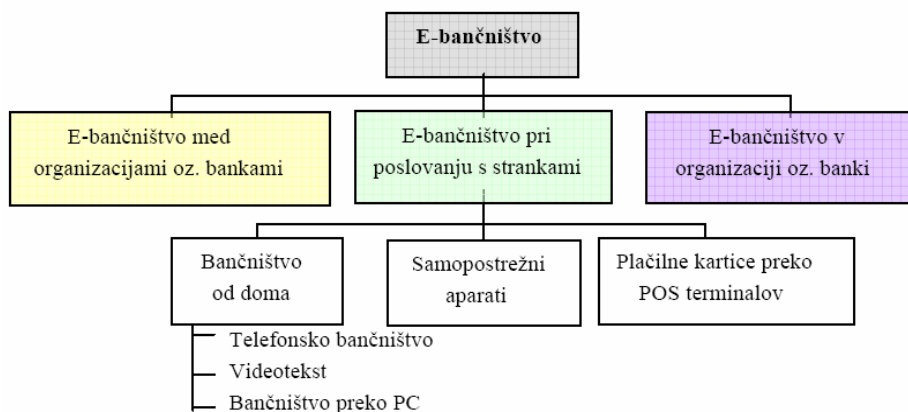 E-bančništvo
E-bančništvo med
organizacijami oz. bankami
E-bančništvo pri
poslovanju s strankami
E-bančništvo v
organizaciji oz. banki
Bančništvo
od doma
Samopostrežni
aparati
Plačilne kartice preko
POS terminalov
Telefonsko bančništvo
Videotekst
Bančništvo preko PC